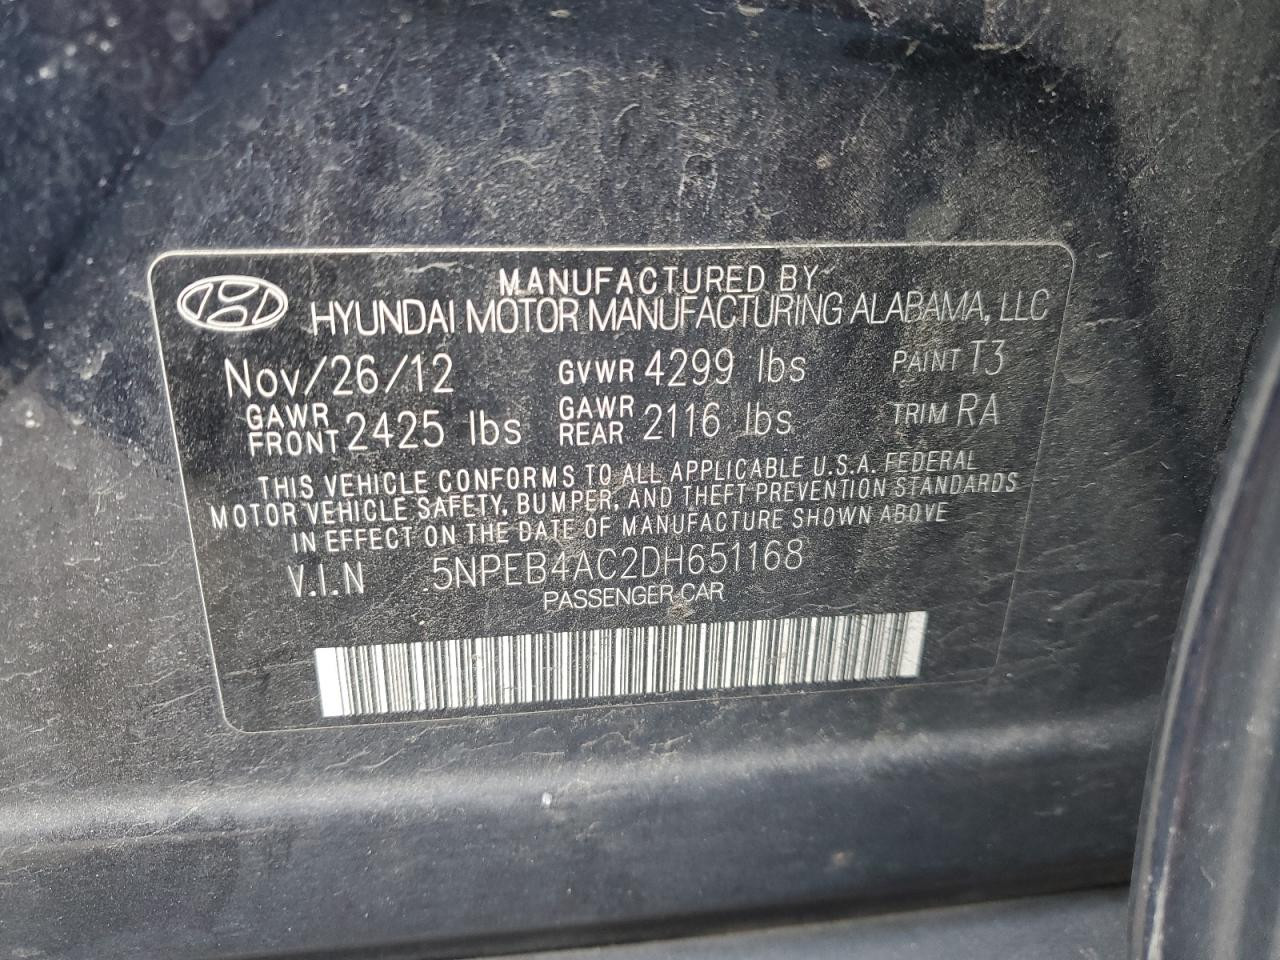 MANUFACTURED BY
HYUNDAI MOTOR MANUFACTURING ALABAMA, LLC
Nov/26/12 GVWR 4299 lbs PAINT T3
GAWR FRONT 2425 lbs GAWR REAR 2116 lbs TRIM RA
THIS VEHICLE CONFORMS TO ALL APPLICABLE U.S.A. FEDERAL
MOTOR VEHICLE SAFETY, BUMPER, AND THEFT PREVENTION STANDARDS
IN EFFECT ON THE DATE OF MANUFACTURE SHOWN ABOVE
V.I.N 5NPEB4AC2DH651168
PASSENGER CAR